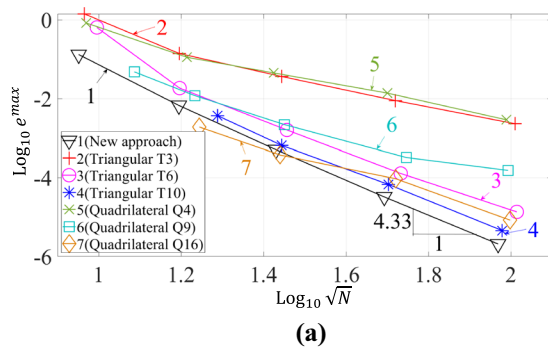 0
-2
-4
-6
Log₁₀ eᵐᵃˣ
1
2
5
6
7
3
4
4.33
1
1(New approach)
2(Triangular T3)
3(Triangular T6)
4(Triangular T10)
5(Quadrilateral Q4)
6(Quadrilateral Q9)
7(Quadrilateral Q16)
1 1.2 1.4 1.6 1.8 2
Log₁₀ √N
(a)